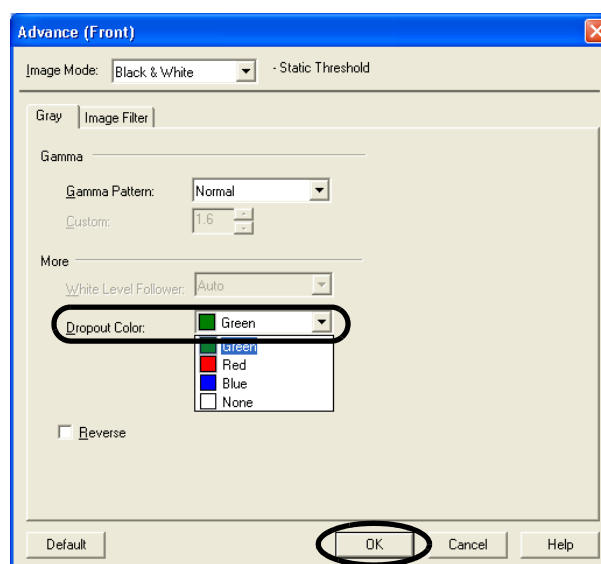 Advance (Front)
Image Mode: Black & White - Static Threshold
Gray Image Filter
Gamma
Gamma Pattern: Normal
Custom: 1.6
More
White Level Follower: Auto
Dropout Color: Green
Green
Red
Blue
None
Reverse
Default OK Cancel Help